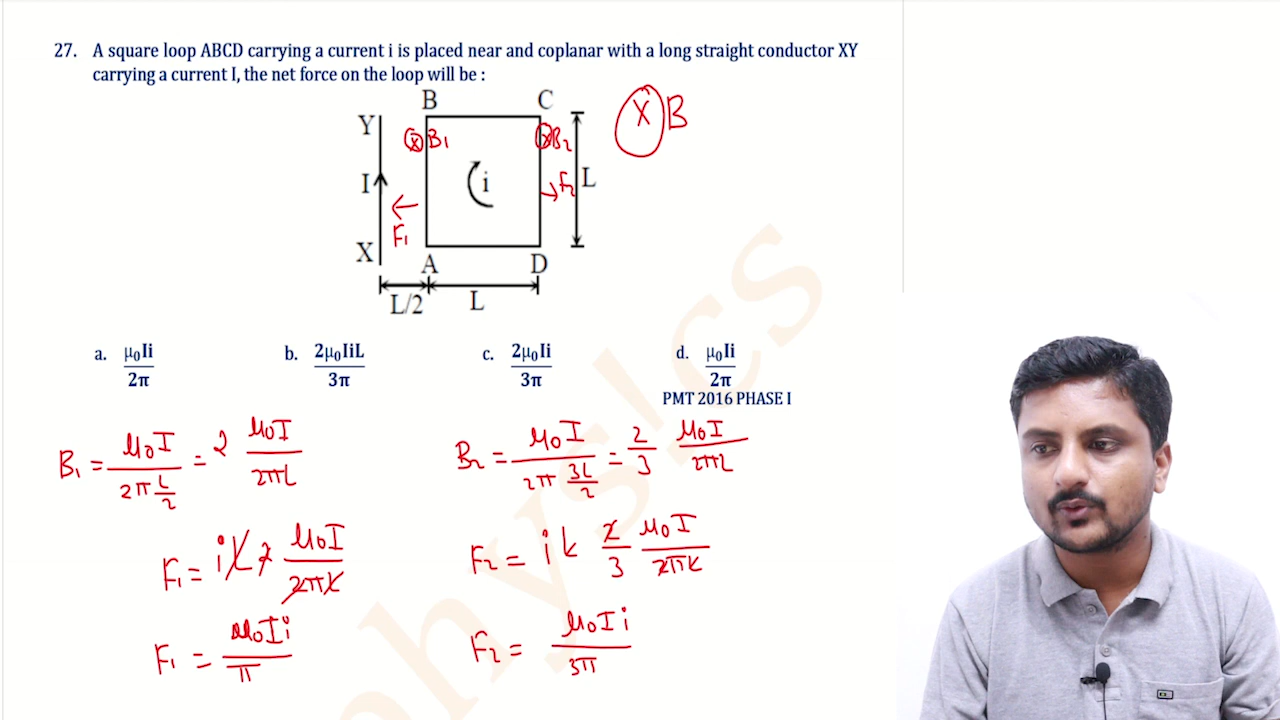 27. A square loop ABCD carrying a current i is placed near and coplanar with a long straight conductor XY
carrying a current I, the net force on the loop will be :
B C
Y X B
⊗ B₁ ⊗ B₂
I i F₂ L
F₁
X A D
L/2 L
a. μ₀Ii/2π b. 2μ₀IiL/3π c. 2μ₀Ii/3π d. μ₀Ii/2π
PMT 2016 PHASE I
B₁ = μ₀I/(2π L/2) = 2 μ₀I/2πL B₂ = μ₀I/(2π 3L/2) = 2/3 μ₀I/2πL
F₁ = iL2 μ₀I/2πL F₂ = iL 2/3 μ₀I/2πL
F₁ = μ₀Ii/π F₂ = μ₀Ii/3π
physics